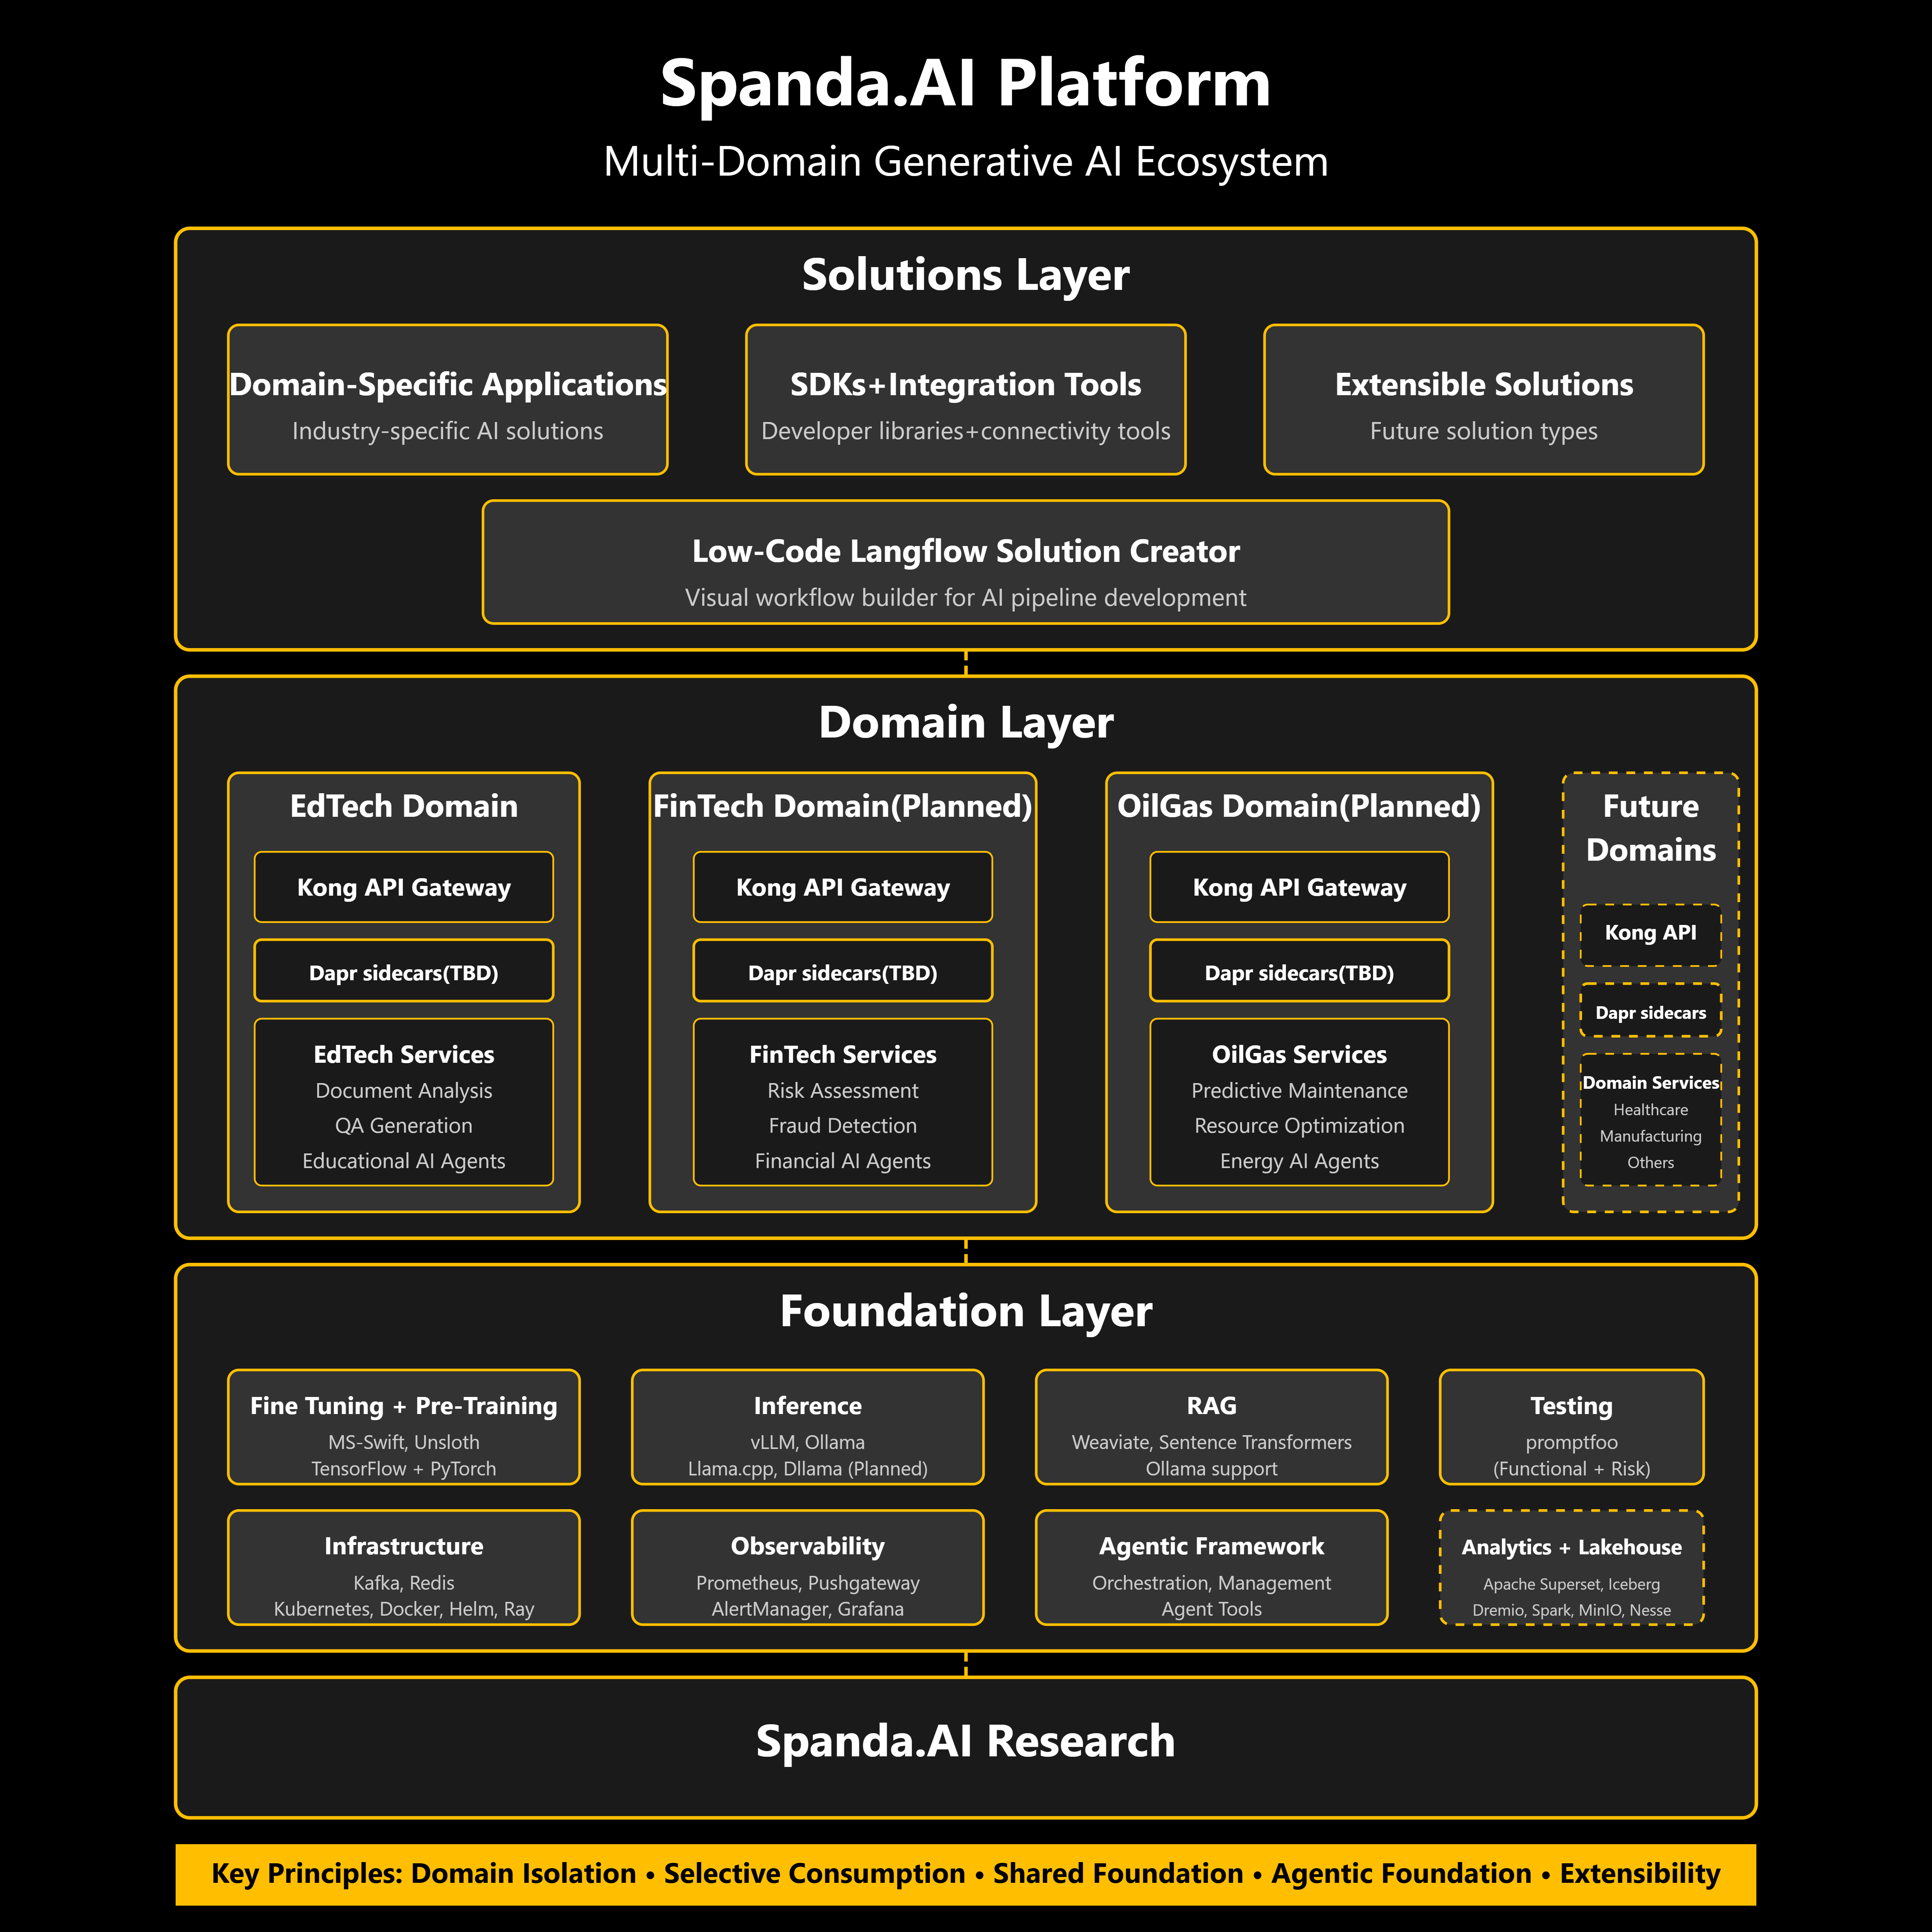 Spanda.AI Platform
Multi-Domain Generative AI Ecosystem
Solutions Layer
Domain-Specific Applications
Industry-specific AI solutions
SDKs+Integration Tools
Developer libraries+connectivity tools
Extensible Solutions
Future solution types
Low-Code Langflow Solution Creator
Visual workflow builder for AI pipeline development
Domain Layer
EdTech Domain
Kong API Gateway
Dapr sidecars(TBD)
EdTech Services
Document Analysis
QA Generation
Educational AI Agents
FinTech Domain(Planned)
Kong API Gateway
Dapr sidecars(TBD)
FinTech Services
Risk Assessment
Fraud Detection
Financial AI Agents
OilGas Domain(Planned)
Kong API Gateway
Dapr sidecars(TBD)
OilGas Services
Predictive Maintenance
Resource Optimization
Energy AI Agents
Future
Domains
Kong API
Dapr sidecars
Domain Services
Healthcare
Manufacturing
Others
Foundation Layer
Fine Tuning + Pre-Training
MS-Swift, Unsloth
TensorFlow + PyTorch
Inference
vLLM, Ollama
Llama.cpp, Dllama (Planned)
RAG
Weaviate, Sentence Transformers
Ollama support
Testing
promptfoo
(Functional + Risk)
Infrastructure
Kafka, Redis
Kubernetes, Docker, Helm, Ray
Observability
Prometheus, Pushgateway
AlertManager, Grafana
Agentic Framework
Orchestration, Management
Agent Tools
Analytics + Lakehouse
Apache Superset, Iceberg
Dremio, Spark, MinIO, Nesse
Spanda.AI Research
Key Principles: Domain Isolation • Selective Consumption • Shared Foundation • Agentic Foundation • Extensibility